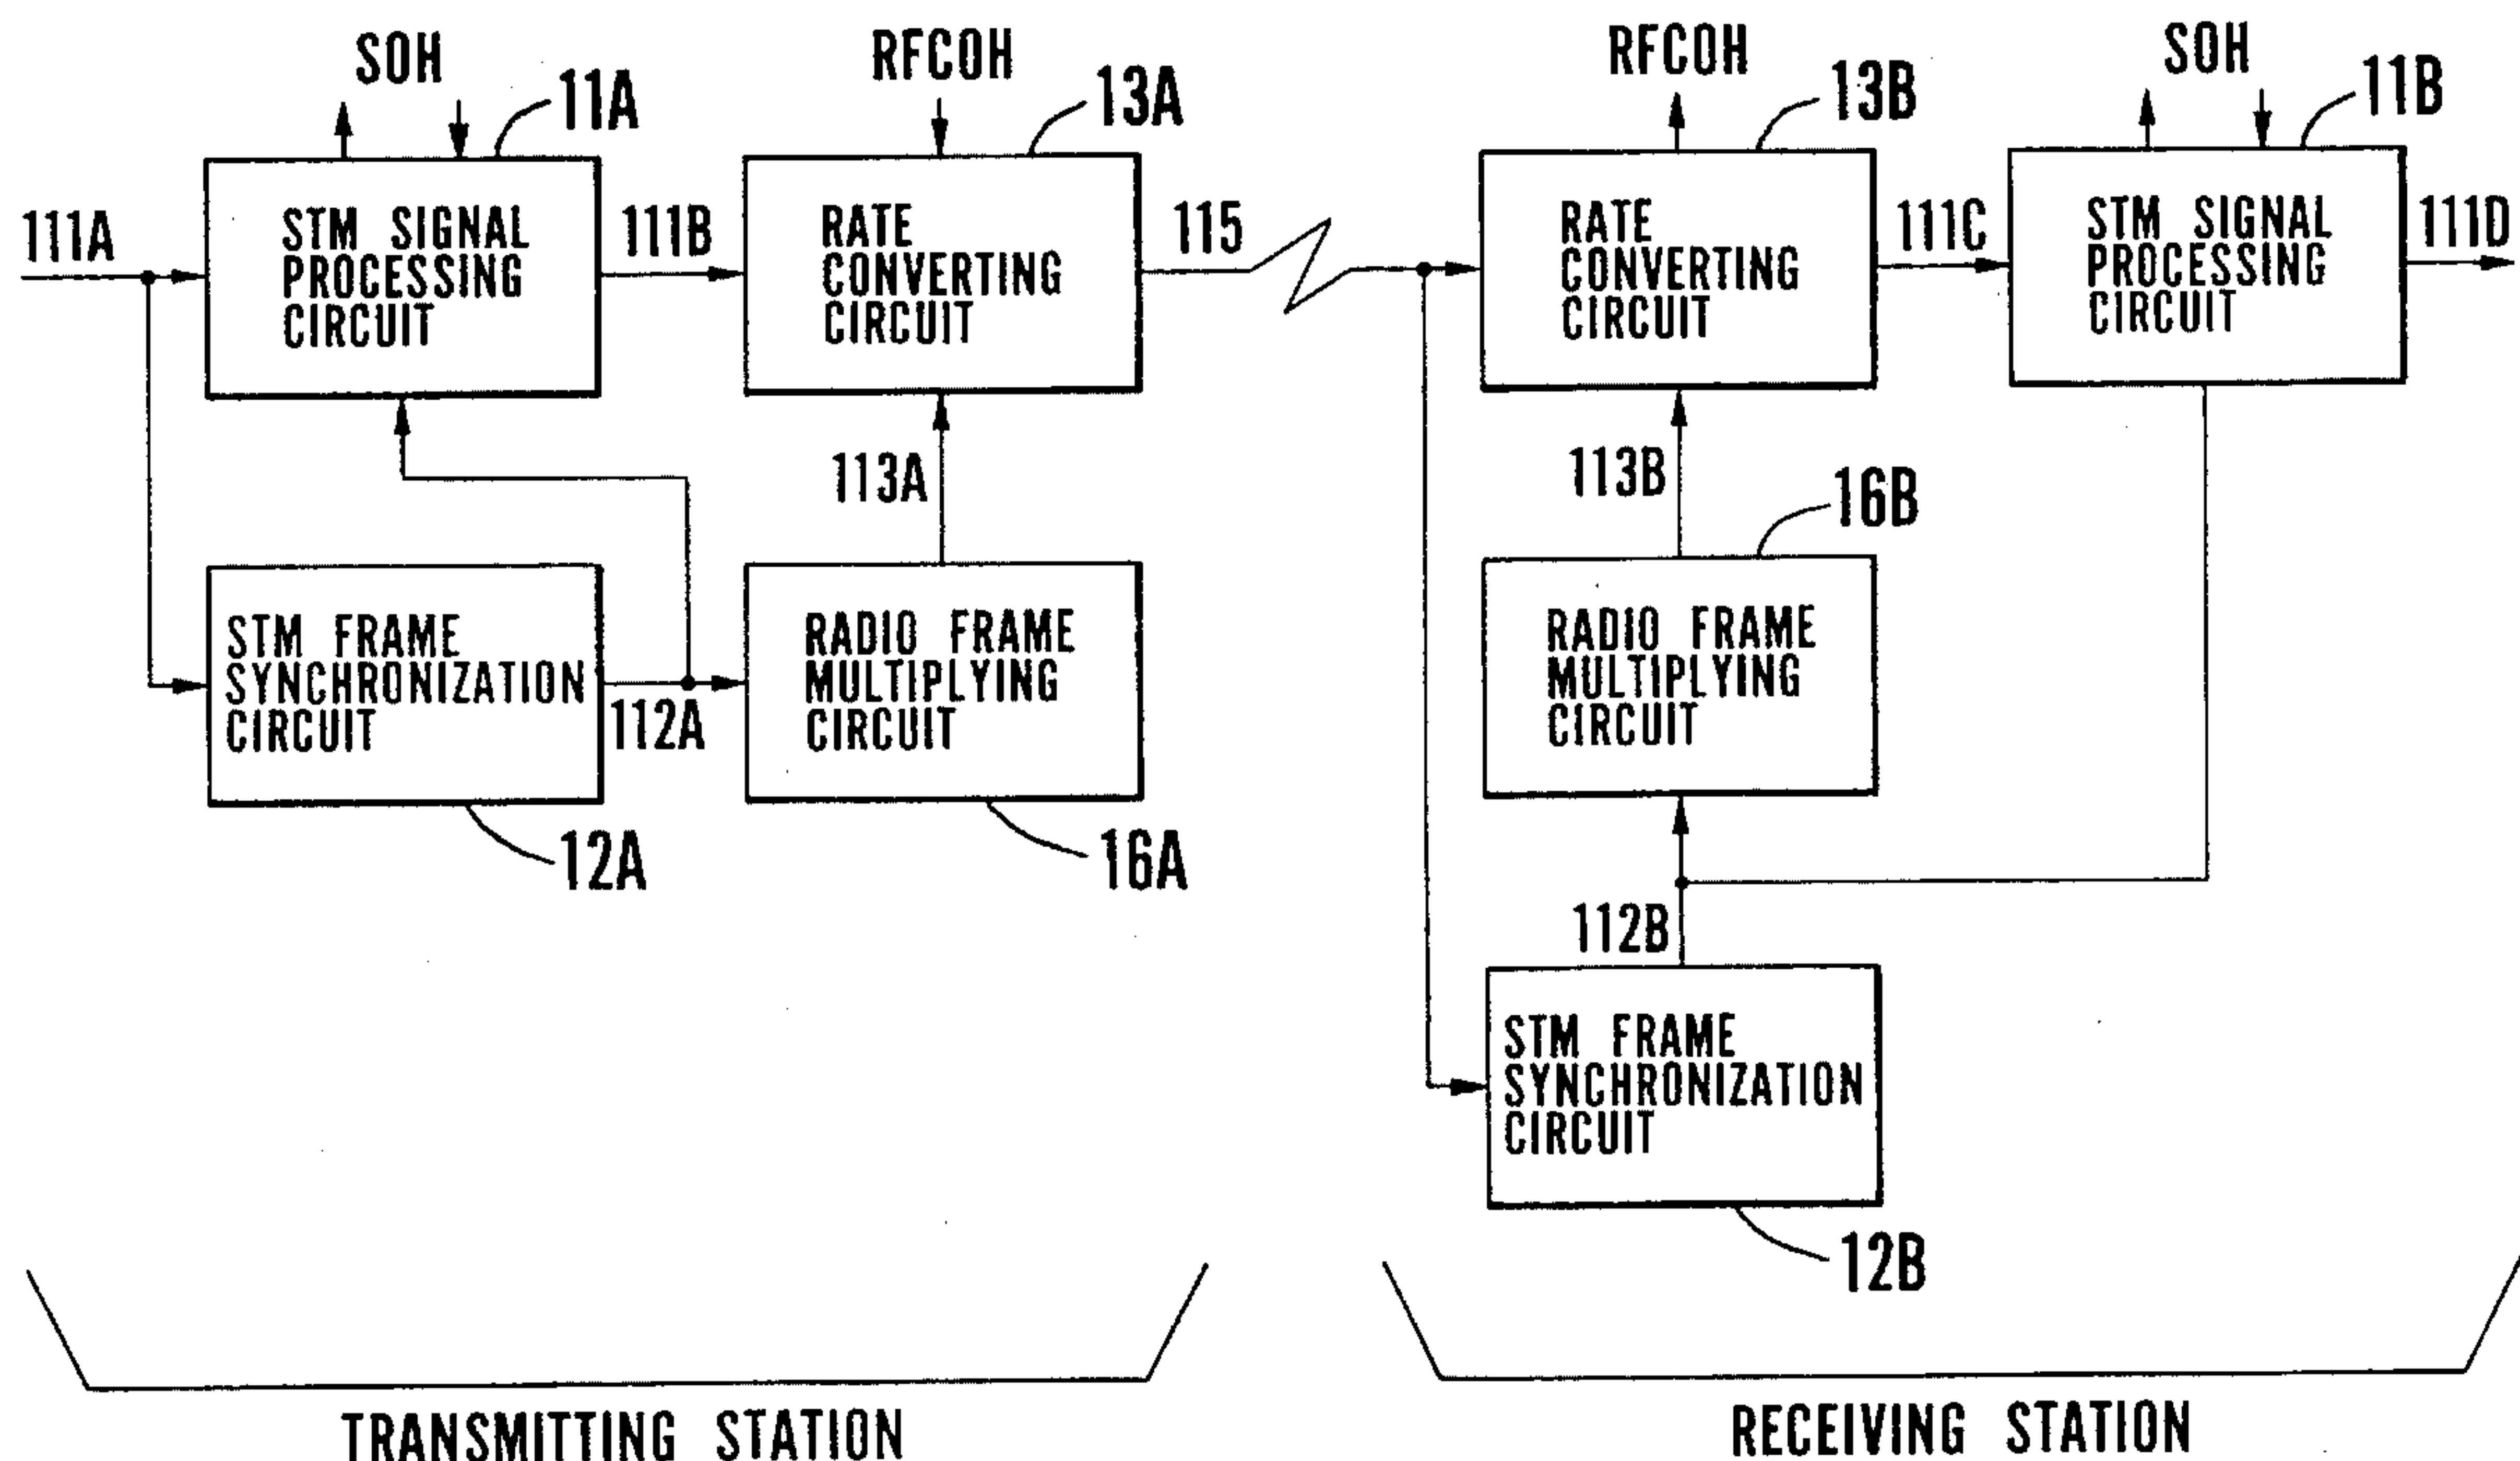 SOH
11A
RFCOH
13A
RFCOH
13B
SOH
11B
111A
STM SIGNAL
PROCESSING
CIRCUIT
111B
RATE
CONVERTING
CIRCUIT
115
RATE
CONVERTING
CIRCUIT
111C
STM SIGNAL
PROCESSING
CIRCUIT
111D
113A
113B
16B
STM FRAME
SYNCHRONIZATION
CIRCUIT
112A
RADIO FRAME
MULTIPLYING
CIRCUIT
RADIO FRAME
MULTIPLYING
CIRCUIT
12A
16A
112B
STM FRAME
SYNCHRONIZATION
CIRCUIT
12B
TRANSMITTING STATION
RECEIVING STATION